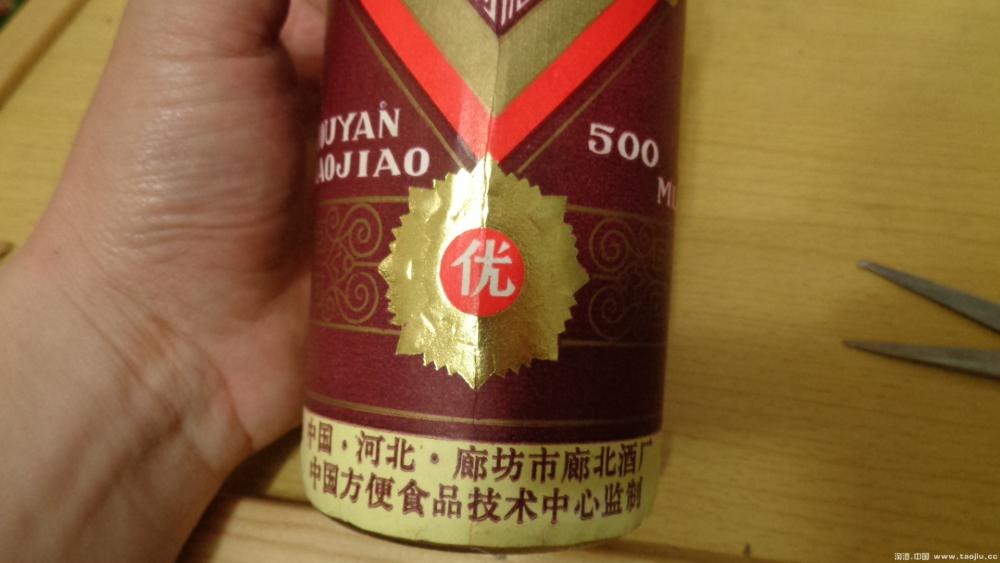 UYAN
AOJIAO
500
ML
优
中国·河北·廊坊市廊北酒厂
中国方便食品技术中心监制
淘酒.中国 www.taojiu.cc